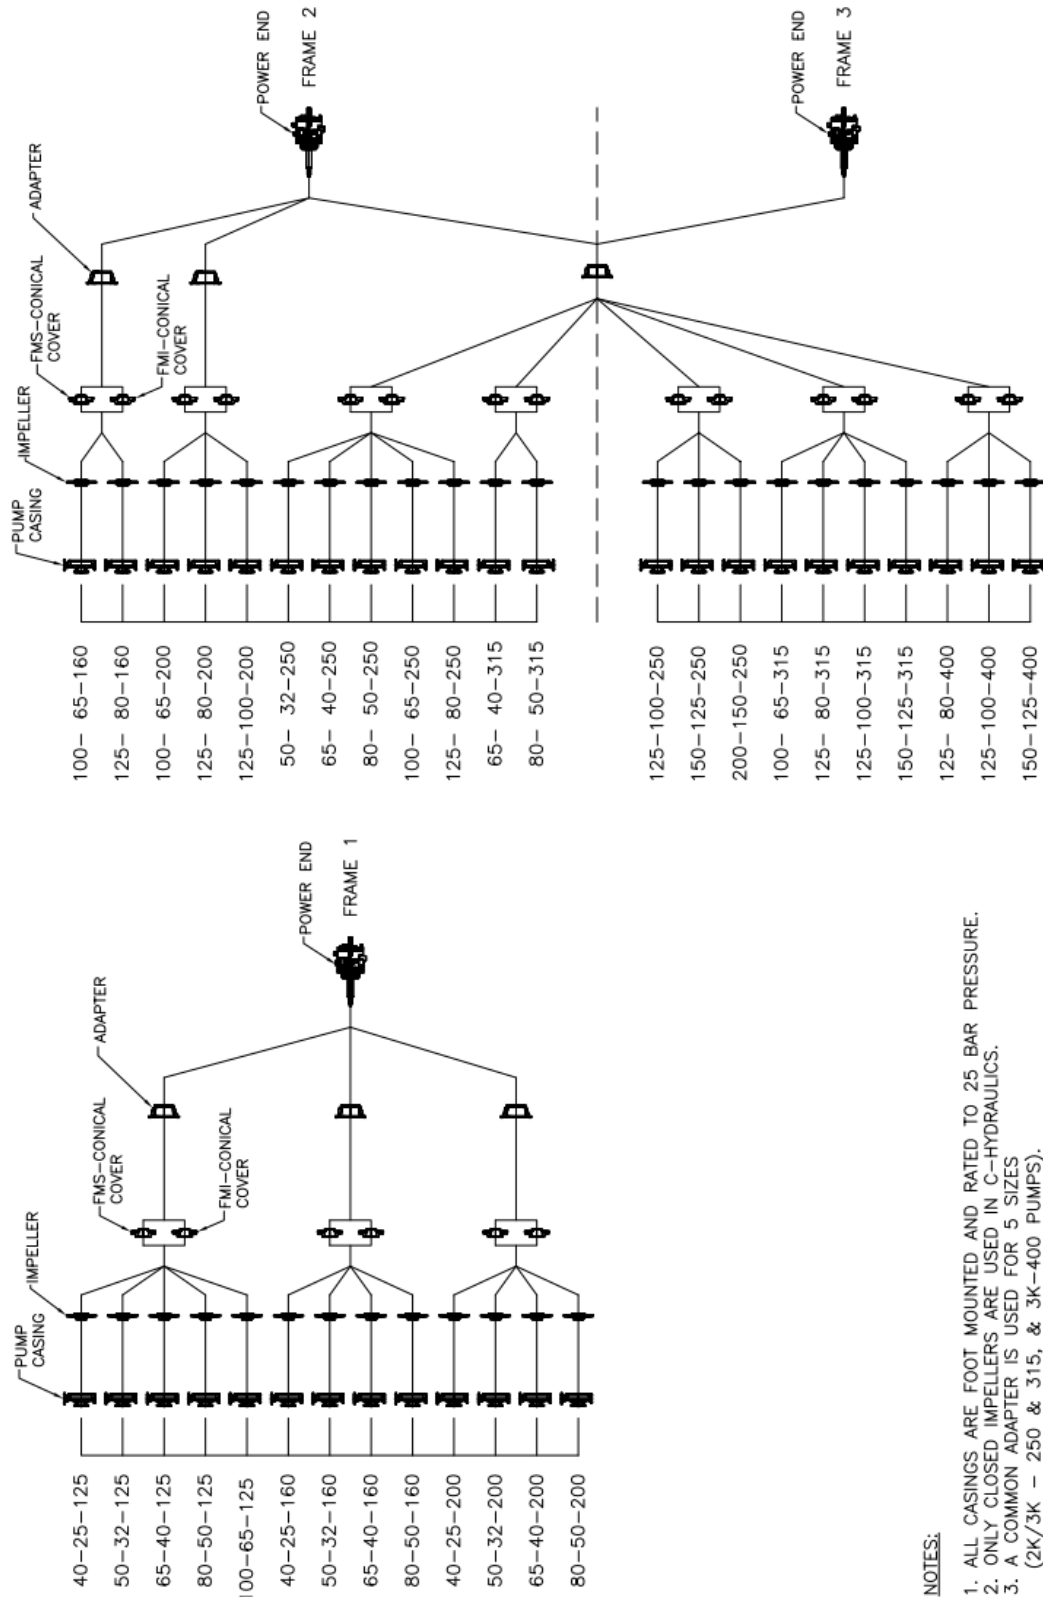 PUMP
CASING
IMPELLER
FMS-CONICAL
COVER
FMI-CONICAL
COVER
ADAPTER
POWER END
FRAME 1
40-25-125
50-32-125
65-40-125
80-50-125
100-65-125
40-25-160
50-32-160
65-40-160
80-50-160
40-25-200
50-32-200
65-40-200
80-50-200
PUMP
CASING
IMPELLER
FMS-CONICAL
COVER
FMI-CONICAL
COVER
ADAPTER
POWER END
FRAME 2
100- 65-160
125- 80-160
100- 65-200
125- 80-200
125-100-200
50- 32-250
65- 40-250
80- 50-250
100- 65-250
125- 80-250
65- 40-315
80- 50-315
POWER END
FRAME 3
125-100-250
150-125-250
200-150-250
100- 65-315
125- 80-315
125-100-315
150-125-315
125- 80-400
125-100-400
150-125-400
NOTES:
1. ALL CASINGS ARE FOOT MOUNTED AND RATED TO 25 BAR PRESSURE.
2. ONLY CLOSED IMPELLERS ARE USED IN C-HYDRAULICS.
3. A COMMON ADAPTER IS USED FOR 5 SIZES
(2K/3K - 250 & 315, & 3K-400 PUMPS).